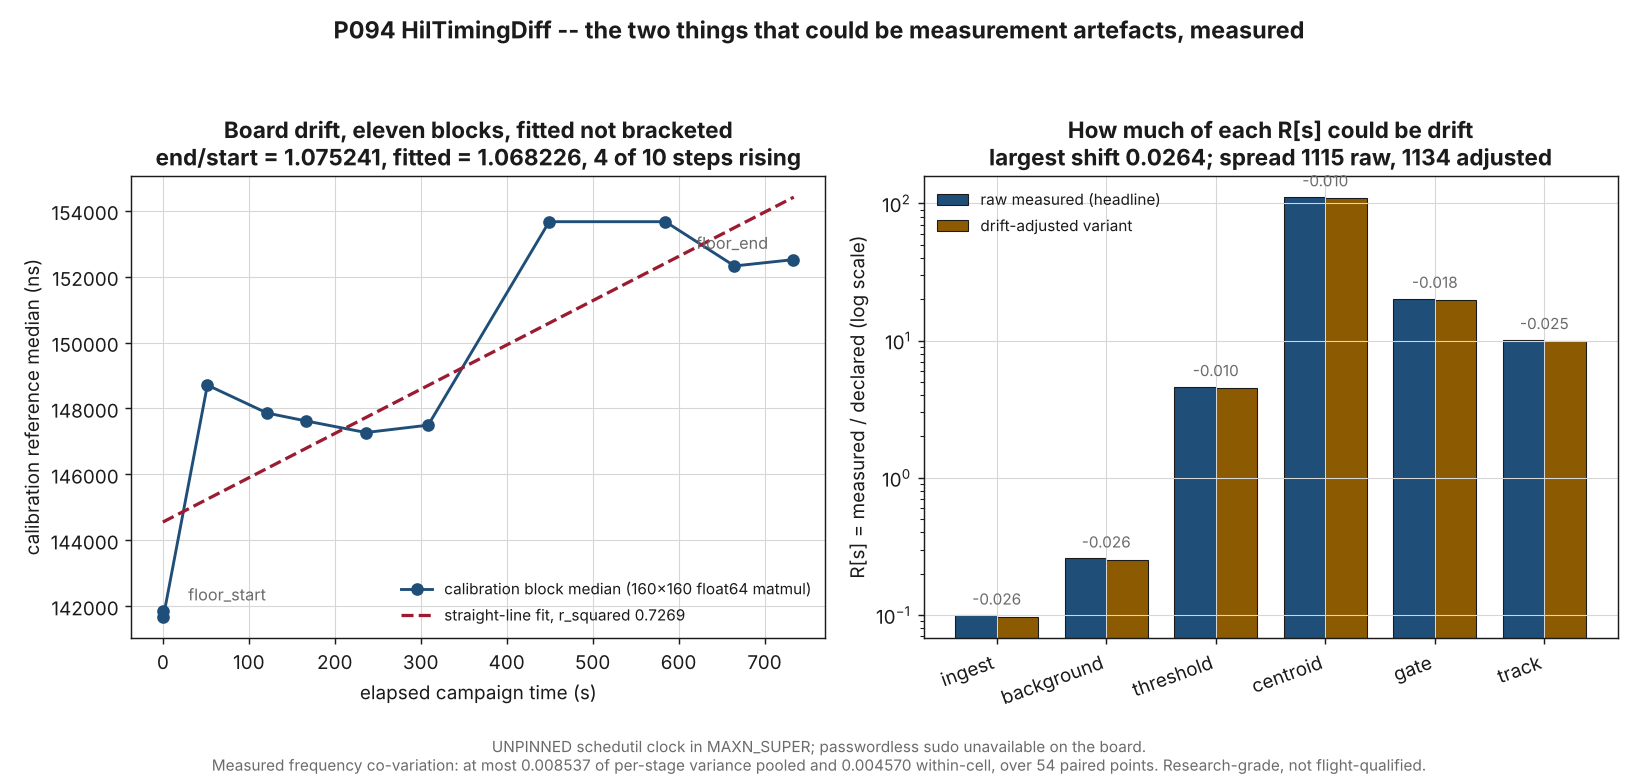 P094 HilTimingDiff -- the two things that could be measurement artefacts, measured
Board drift, eleven blocks, fitted not bracketed
end/start = 1.075241, fitted = 1.068226, 4 of 10 steps rising
calibration reference median (ns)
154000
152000
150000
148000
146000
144000
142000
floor_start
floor_end
calibration block median (160×160 float64 matmul)
straight-line fit, r_squared 0.7269
0 100 200 300 400 500 600 700
elapsed campaign time (s)
How much of each R[s] could be drift
largest shift 0.0264; spread 1115 raw, 1134 adjusted
R[s] = measured / declared (log scale)
10²
10¹
10⁰
10⁻¹
raw measured (headline)
drift-adjusted variant
-0.026
-0.026
-0.010
-0.010
-0.018
-0.025
ingest background threshold centroid gate track
UNPINNED schedutil clock in MAXN_SUPER; passwordless sudo unavailable on the board.
Measured frequency co-variation: at most 0.008537 of per-stage variance pooled and 0.004570 within-cell, over 54 paired points. Research-grade, not flight-qualified.